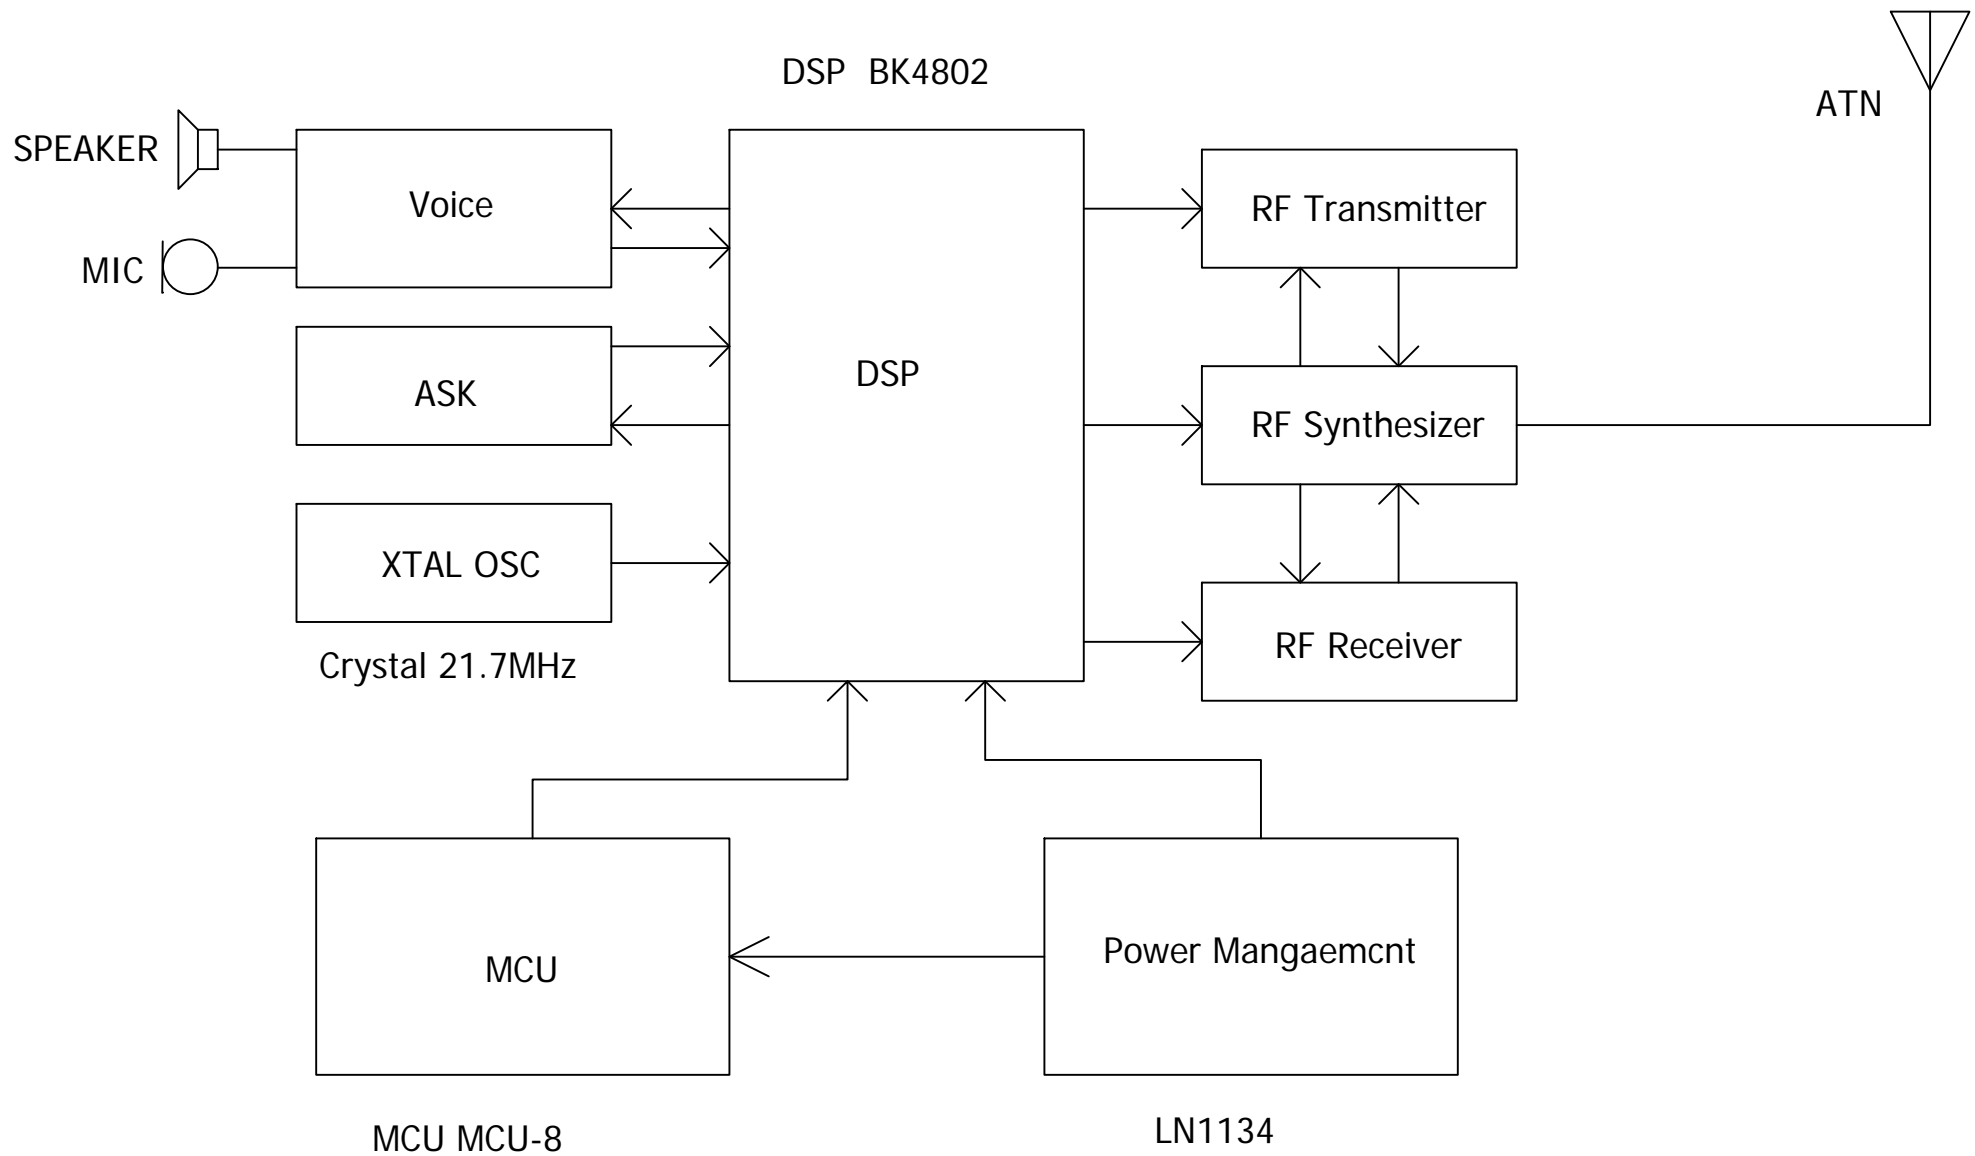 DSP BK4802
ATN
SPEAKER
Voice
RF Transmitter
MIC
DSP
ASK
RF Synthesizer
XTAL OSC
RF Receiver
Crystal 21.7MHz
MCU
Power Mangaemcnt
MCU MCU-8
LN1134